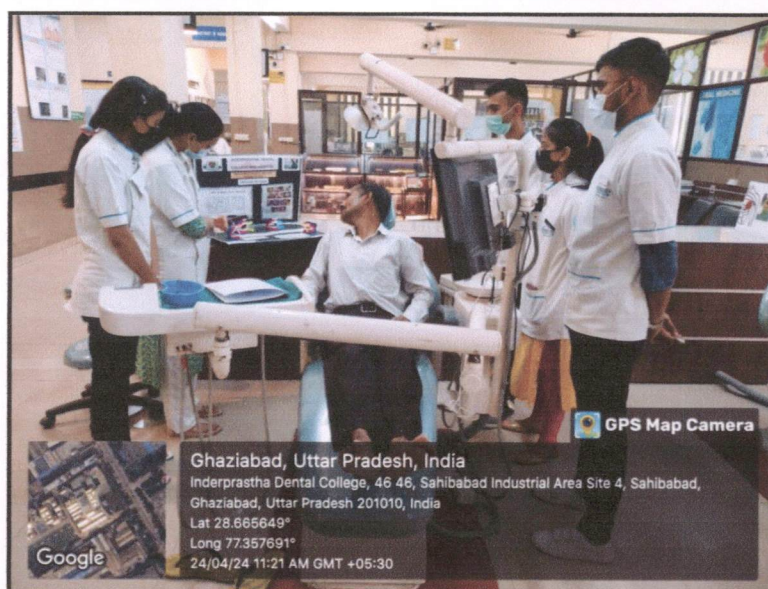 GPS Map Camera
Ghaziabad, Uttar Pradesh, India
Inderprastha Dental College, 46 46, Sahibabad Industrial Area Site 4, Sahibabad,
Ghaziabad, Uttar Pradesh 201010, India
Lat 28.665649°
Long 77.357691°
24/04/24 11:21 AM GMT +05:30
Google